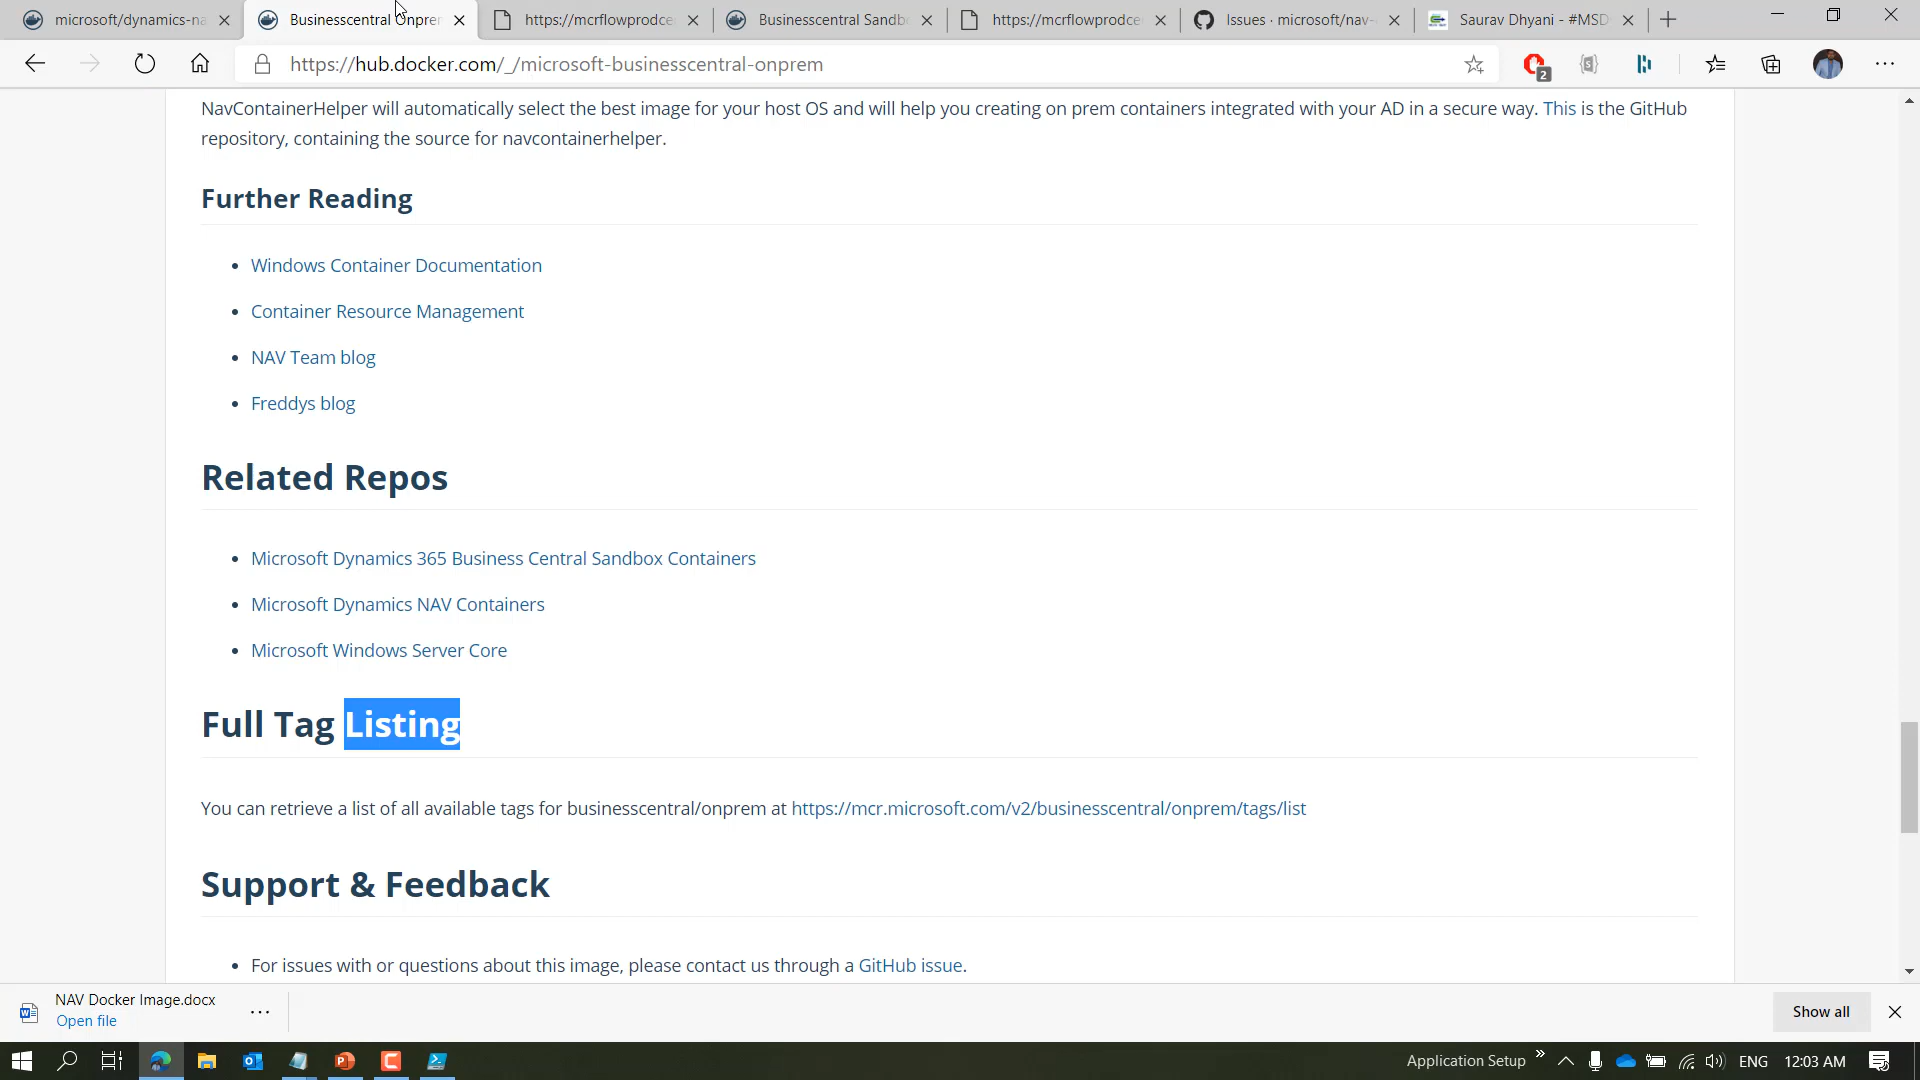 microsoft/dynamics-na
Businesscentral Onprem
https://mcrflowprodce
Businesscentral Sandb
https://mcrflowprodce
Issues · microsoft/nav-
Saurav Dhyani - #MSD
https://hub.docker.com/_/microsoft-businesscentral-onprem
2
NavContainerHelper will automatically select the best image for your host OS and will help you creating on prem containers integrated with your AD in a secure way. This is the GitHub
repository, containing the source for navcontainerhelper.
Further Reading
Windows Container Documentation
Container Resource Management
NAV Team blog
Freddys blog
Related Repos
Microsoft Dynamics 365 Business Central Sandbox Containers
Microsoft Dynamics NAV Containers
Microsoft Windows Server Core
Full Tag Listing
You can retrieve a list of all available tags for businesscentral/onprem at https://mcr.microsoft.com/v2/businesscentral/onprem/tags/list
Support & Feedback
For issues with or questions about this image, please contact us through a GitHub issue.
NAV Docker Image.docx
Open file
Show all
Application Setup
ENG
12:03 AM